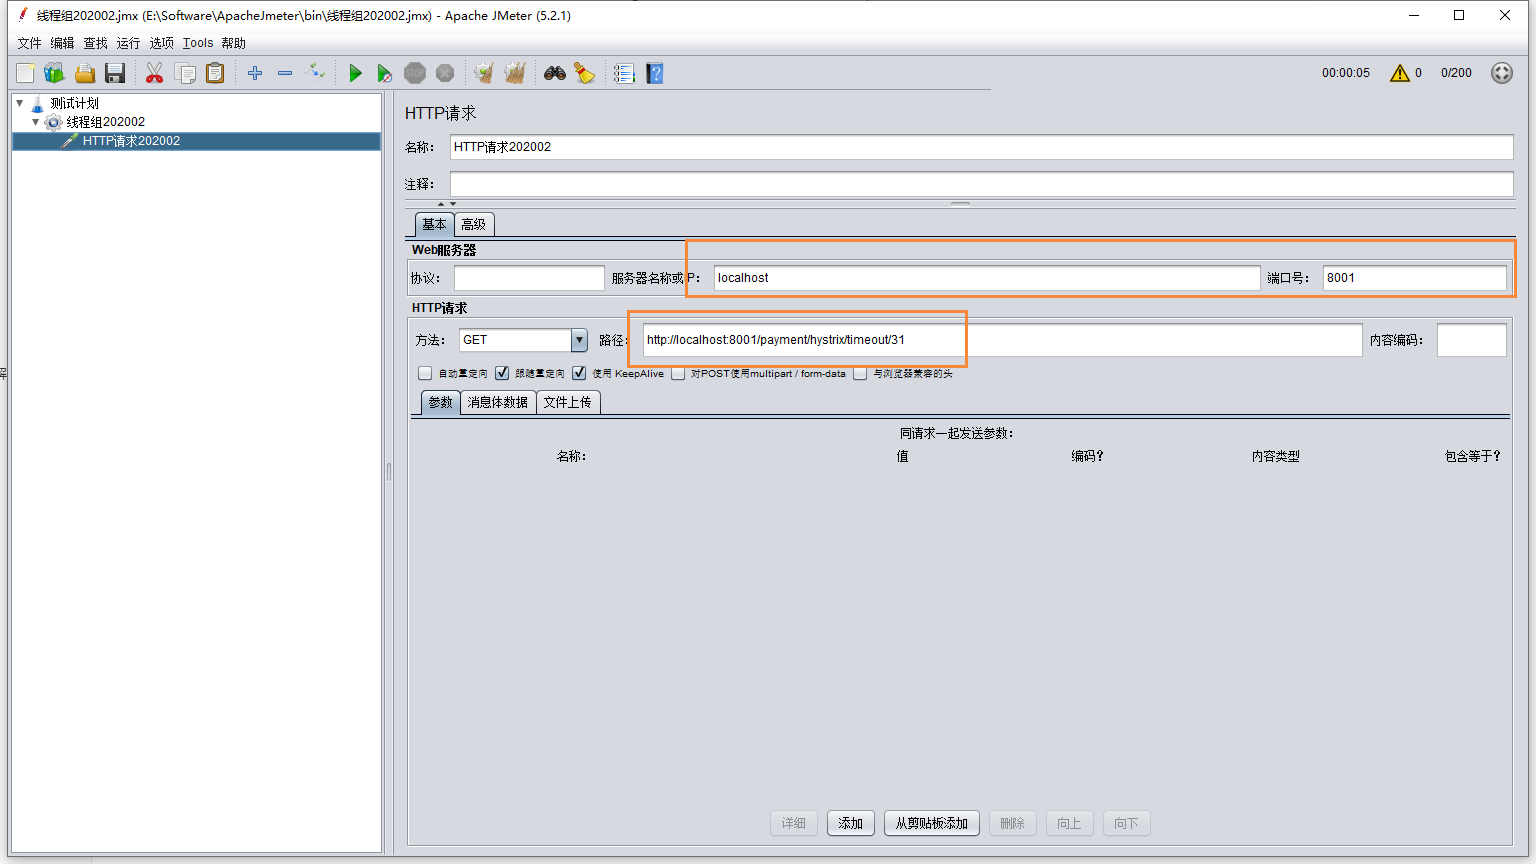 线程组202002.jmx (E:\Software\ApacheJmeter\bin\线程组202002.jmx) - Apache JMeter (5.2.1)
文件 编辑 查找 运行 选项 Tools 帮助
STOP
00:00:05 0 0/200
测试计划
线程组202002
HTTP请求202002
HTTP请求
名称： HTTP请求202002
注释：
基本 高级
Web服务器
协议： 服务器名称或IP： localhost 端口号： 8001
HTTP请求
方法： GET 路径： http://localhost:8001/payment/hystrix/timeout/31 内容编码：
自动重定向 跟随重定向 使用 KeepAlive 对POST使用multipart / form-data 与浏览器兼容的头
参数 消息体数据 文件上传
同请求一起发送参数：
名称： 值 编码？ 内容类型 包含等于？
详细 添加 从剪贴板添加 删除 向上 向下